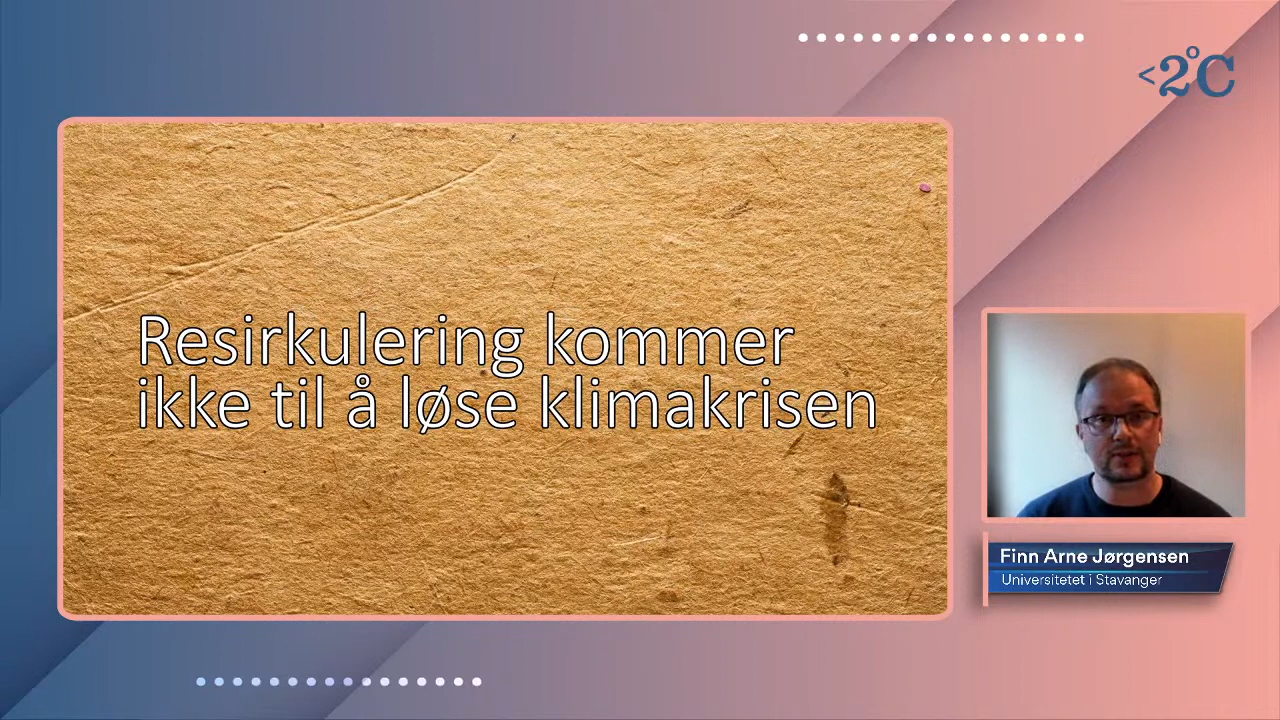 <2°C
Resirkulering kommer
ikke til å løse klimakrisen
Finn Arne Jørgensen
Universitetet i Stavanger